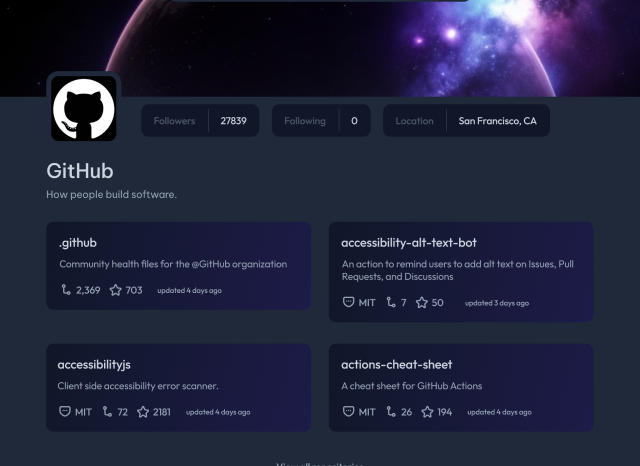 Followers 27839 Following 0 Location San Francisco, CA
GitHub
How people build software.
.github
Community health files for the @GitHub organization
2,369 703 updated 4 days ago
accessibility-alt-text-bot
An action to remind users to add alt text on Issues, Pull
Requests, and Discussions
MIT 7 50 updated 3 days ago
accessibilityjs
Client side accessibility error scanner.
MIT 72 2181 updated 4 days ago
actions-cheat-sheet
A cheat sheet for GitHub Actions
MIT 26 194 updated 4 days ago